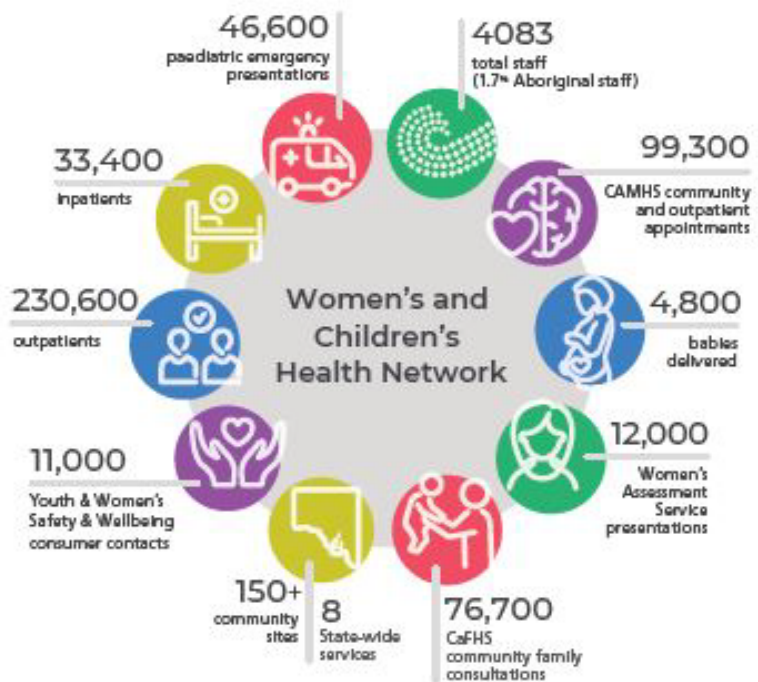 46,600
paediatric emergency
presentations
4083
total staff
(1.7% Aboriginal staff)
33,400
inpatients
99,300
CAMHS community
and outpatient
appointments
230,600
outpatients
Women's and
Children's
Health Network
4,800
babies
delivered
11,000
Youth & Women's
Safety & Wellbeing
consumer contacts
12,000
Women's
Assessment
Service
presentations
150+
community
sites
8
State-wide
services
76,700
CaFHS
community family
consultations